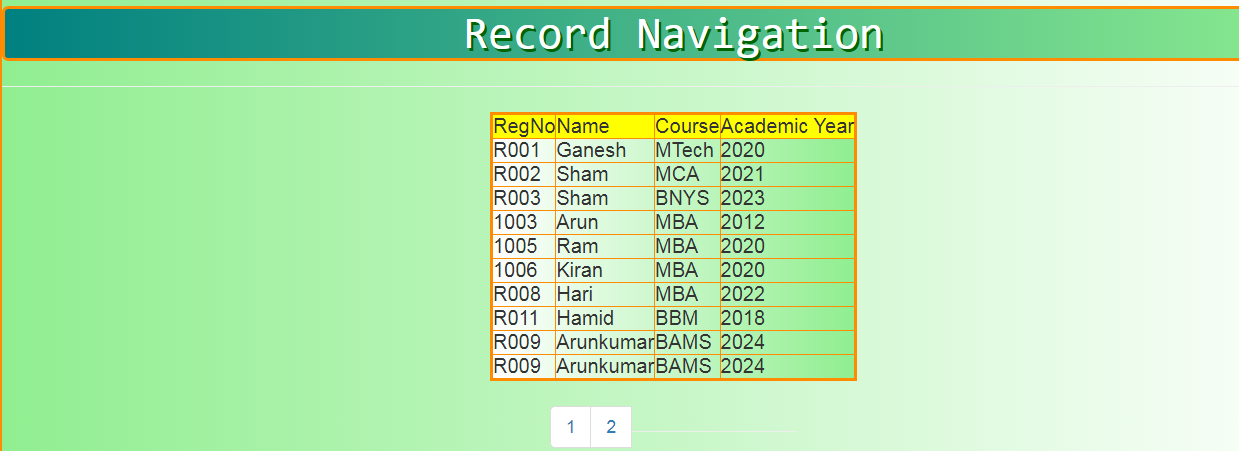 Record Navigation
RegNo Name Course Academic Year
R001 Ganesh MTech 2020
R002 Sham MCA 2021
R003 Sham BNYS 2023
1003 Arun MBA 2012
1005 Ram MBA 2020
1006 Kiran MBA 2020
R008 Hari MBA 2022
R011 Hamid BBM 2018
R009 Arunkumar BAMS 2024
R009 Arunkumar BAMS 2024
1 2